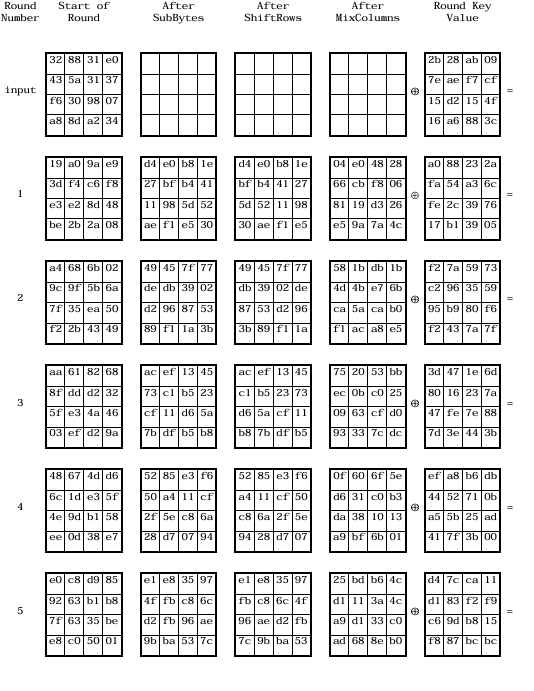 Round Start of After After After Round Key
Number Round SubBytes ShiftRows MixColumns Value
32 88 31 e0 2b 28 ab 09
43 5a 31 37 7e ae f7 cf
input ⊕ =
f6 30 98 07 15 d2 15 4f
a8 8d a2 34 16 a6 88 3c
19 a0 9a e9 d4 e0 b8 1e d4 e0 b8 1e 04 e0 48 28 a0 88 23 2a
3d f4 c6 f8 27 bf b4 41 bf b4 41 27 66 cb f8 06 fa 54 a3 6c
1 ⊕ =
e3 e2 8d 48 11 98 5d 52 5d 52 11 98 81 19 d3 26 fe 2c 39 76
be 2b 2a 08 ae f1 e5 30 30 ae f1 e5 e5 9a 7a 4c 17 b1 39 05
a4 68 6b 02 49 45 7f 77 49 45 7f 77 58 1b db 1b f2 7a 59 73
9c 9f 5b 6a de db 39 02 db 39 02 de 4d 4b e7 6b c2 96 35 59
2 ⊕ =
7f 35 ea 50 d2 96 87 53 87 53 d2 96 ca 5a ca b0 95 b9 80 f6
f2 2b 43 49 89 f1 1a 3b 3b 89 f1 1a f1 ac a8 e5 f2 43 7a 7f
aa 61 82 68 ac ef 13 45 ac ef 13 45 75 20 53 bb 3d 47 1e 6d
8f dd d2 32 73 c1 b5 23 c1 b5 23 73 ec 0b c0 25 80 16 23 7a
3 ⊕ =
5f e3 4a 46 cf 11 d6 5a d6 5a cf 11 09 63 cf d0 47 fe 7e 88
03 ef d2 9a 7b df b5 b8 b8 7b df b5 93 33 7c dc 7d 3e 44 3b
48 67 4d d6 52 85 e3 f6 52 85 e3 f6 0f 60 6f 5e ef a8 b6 db
6c 1d e3 5f 50 a4 11 cf a4 11 cf 50 d6 31 c0 b3 44 52 71 0b
4 ⊕ =
4e 9d b1 58 2f 5e c8 6a c8 6a 2f 5e da 38 10 13 a5 5b 25 ad
ee 0d 38 e7 28 d7 07 94 94 28 d7 07 a9 bf 6b 01 41 7f 3b 00
e0 c8 d9 85 e1 e8 35 97 e1 e8 35 97 25 bd b6 4c d4 7c ca 11
92 63 b1 b8 4f fb c8 6c fb c8 6c 4f d1 11 3a 4c d1 83 f2 f9
5 ⊕ =
7f 63 35 be d2 fb 96 ae 96 ae d2 fb a9 d1 33 c0 c6 9d b8 15
e8 c0 50 01 9b ba 53 7c 7c 9b ba 53 ad 68 8e b0 f8 87 bc bc